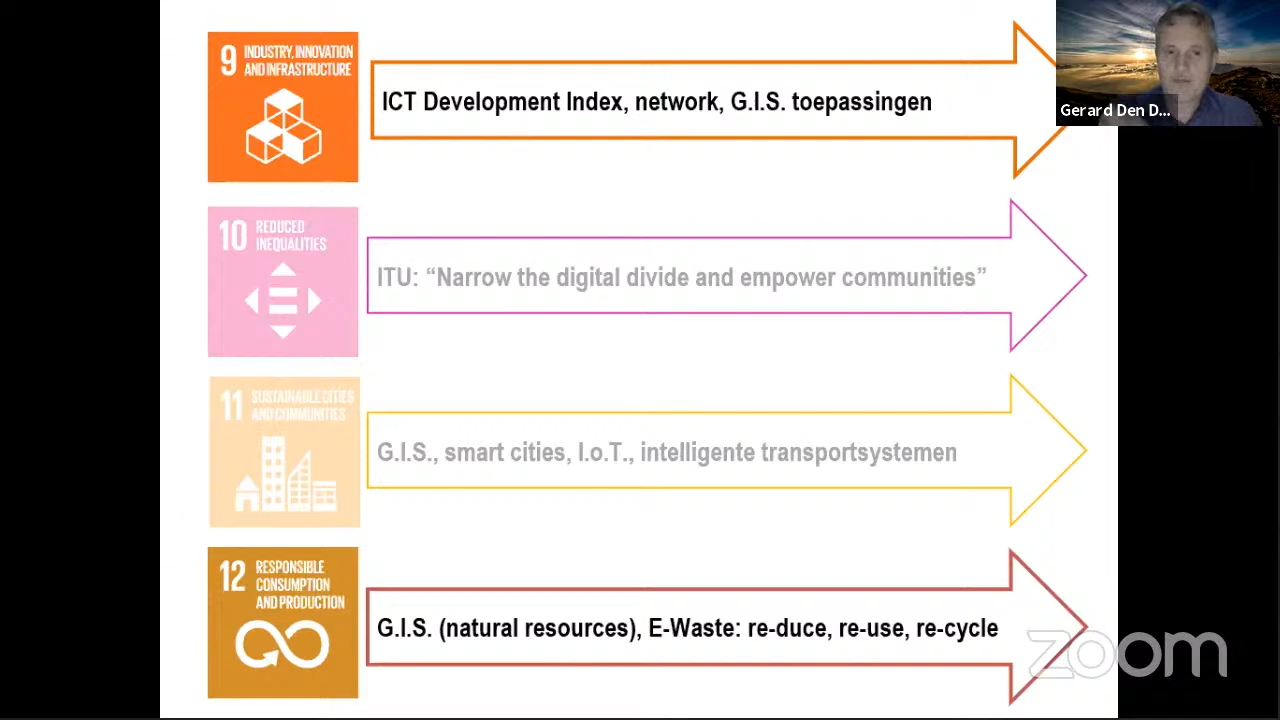 9 INDUSTRY, INNOVATION
AND INFRASTRUCTURE
ICT Development Index, network, G.I.S. toepassingen
Gerard Den D...
10 REDUCED
INEQUALITIES
ITU: “Narrow the digital divide and empower communities”
11 SUSTAINABLE CITIES
AND COMMUNITIES
G.I.S., smart cities, I.o.T., intelligente transportsystemen
12 RESPONSIBLE
CONSUMPTION
AND PRODUCTION
G.I.S. (natural resources), E-Waste: re-duce, re-use, re-cycle
zoom